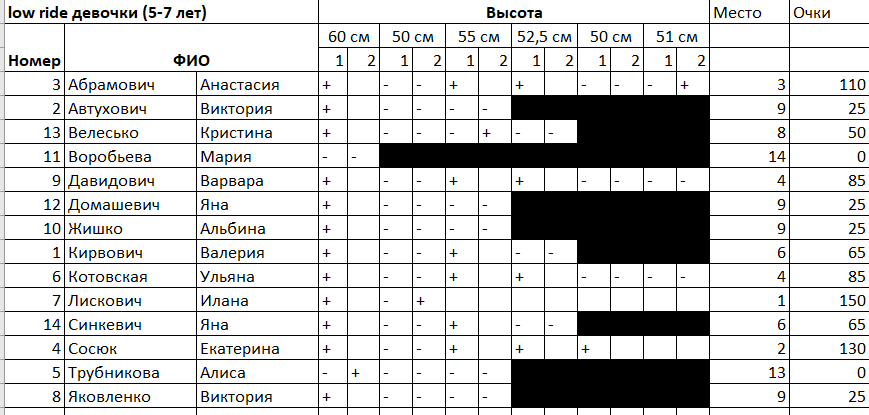 low ride девочки (5-7 лет) Высота Место Очки
60 см 50 см 55 см 52,5 см 50 см 51 см
Номер ФИО 1 2 1 2 1 2 1 2 1 2 1 2
3 Абрамович Анастасия + - - + + - - - + 3 110
2 Автухович Виктория + - - - - 9 25
13 Велесько Кристина + - - - + - - 8 50
11 Воробьева Мария - - 14 0
9 Давидович Варвара + - - + + - - - - 4 85
12 Домашевич Яна + - - - - 9 25
10 Жишко Альбина + - - - - 9 25
1 Кирвович Валерия + - - + - - 6 65
6 Котовская Ульяна + - - + + - - - - 4 85
7 Лискович Илана + - + 1 150
14 Синкевич Яна + - - + - - 6 65
4 Сосюк Екатерина + - - + + + 2 130
5 Трубникова Алиса - + - - - - 13 0
8 Яковленко Виктория + - - - - 9 25